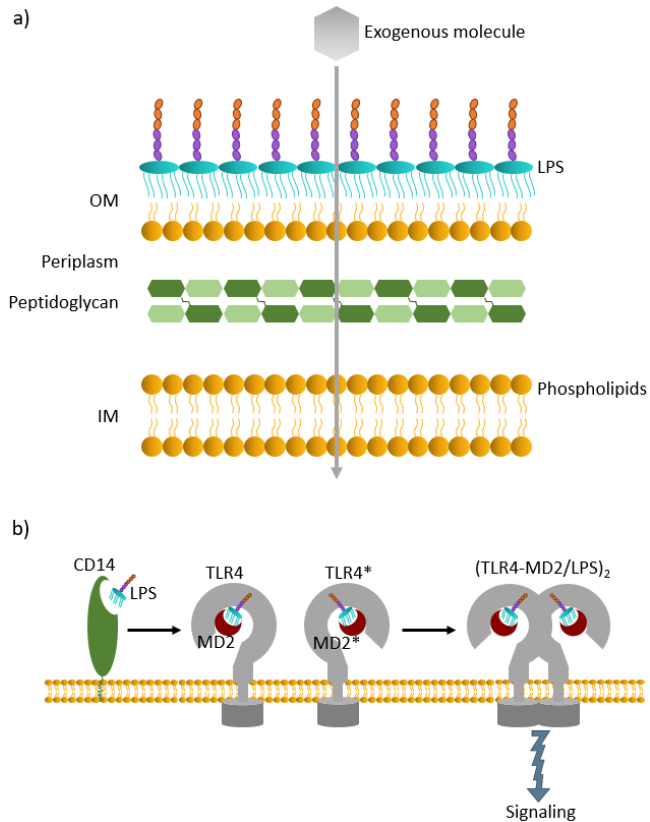 a)
Exogenous molecule
LPS
OM
Periplasm
Peptidoglycan
Phospholipids
IM
b)
CD14
LPS
TLR4
TLR4*
(TLR4-MD2/LPS)₂
MD2
MD2*
Signaling